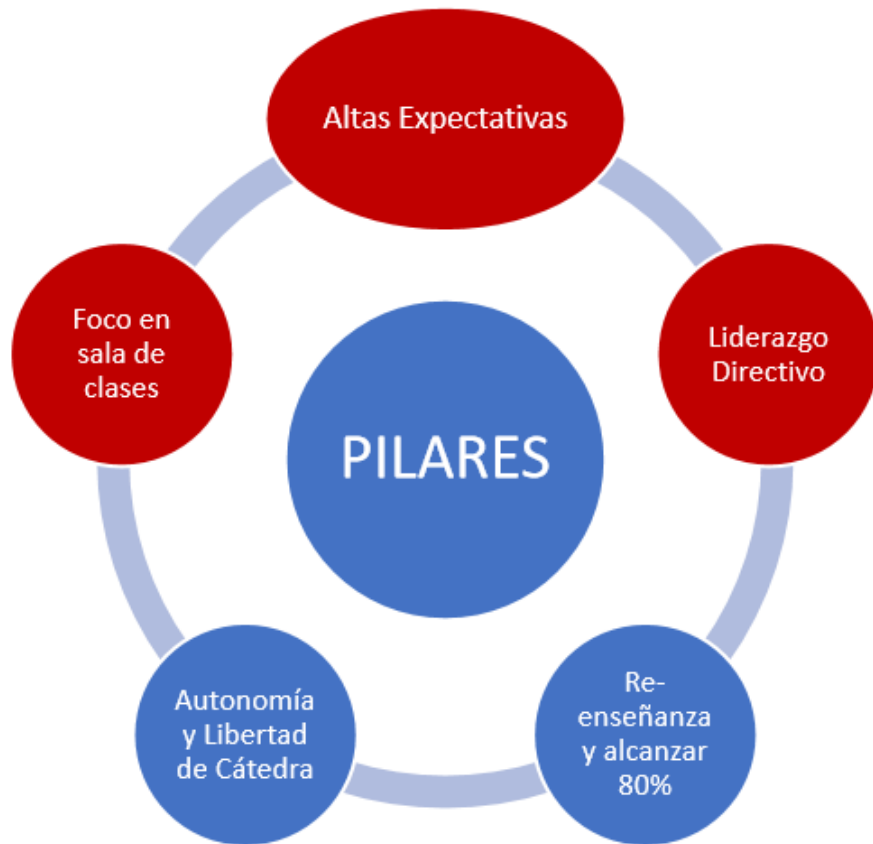 Altas Expectativas
Foco en
sala de
clases
Liderazgo
Directivo
PILARES
Autonomía
y Libertad
de Cátedra
Re-
enseñanza
y alcanzar
80%